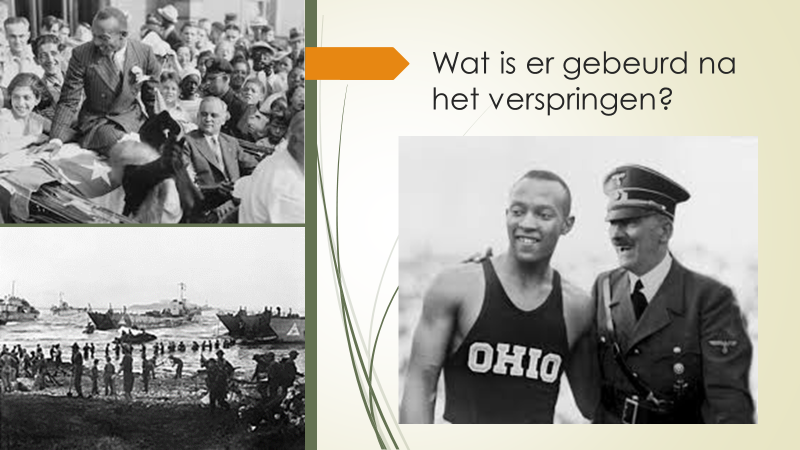 Wat is er gebeurd na
het verspringen?
OHIO